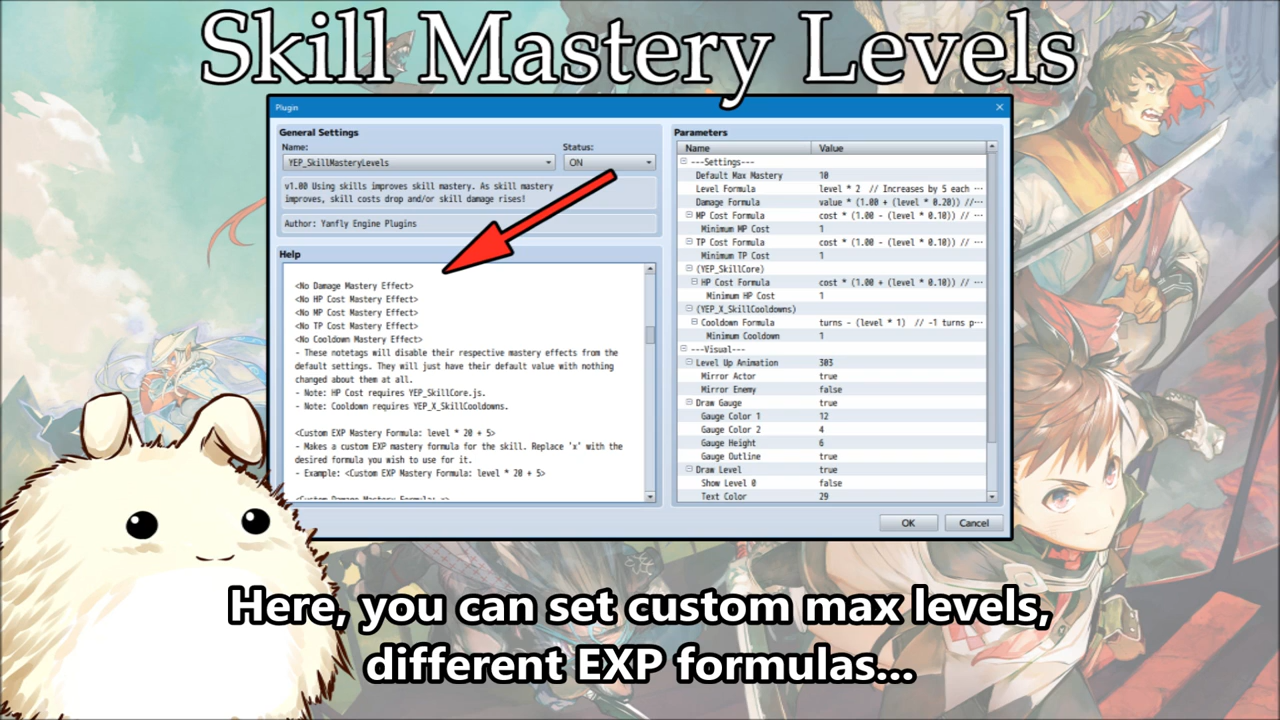 Skill Mastery Levels
Plugin
General Settings
Name:
Status:
YEP_SkillMasteryLevels
ON
v1.00 Using skills improves skill mastery. As skill mastery
improves, skill costs drop and/or skill damage rises!
Author: Yanfly Engine Plugins
Help
<No Damage Mastery Effect>
<No HP Cost Mastery Effect>
<No MP Cost Mastery Effect>
<No TP Cost Mastery Effect>
<No Cooldown Mastery Effect>
- These notetags will disable their respective mastery effects from the
default settings. They will just have their default value with nothing
changed about them at all.
- Note: HP Cost requires YEP_SkillCore.js.
- Note: Cooldown requires YEP_X_SkillCooldowns.
<Custom EXP Mastery Formula: level * 20 + 5>
- Makes a custom EXP mastery formula for the skill. Replace 'x' with the
desired formula you wish to use for it.
- Example: <Custom EXP Mastery Formula: level * 20 + 5>
<Custom Damage Mastery Formula: x>
Parameters
Name Value
---Settings---
Default Max Mastery 10
Level Formula level * 2 // Increases by 5 each ...
Damage Formula value * (1.00 + (level * 0.20)) //...
MP Cost Formula cost * (1.00 - (level * 0.10)) // ...
Minimum MP Cost 1
TP Cost Formula cost * (1.00 - (level * 0.10)) // ...
Minimum TP Cost 1
(YEP_SkillCore)
HP Cost Formula cost * (1.00 + (level * 0.10)) // ...
Minimum HP Cost 1
(YEP_X_SkillCooldowns)
Cooldown Formula turns - (level * 1) // -1 turns p...
Minimum Cooldown 1
---Visual---
Level Up Animation 303
Mirror Actor true
Mirror Enemy false
Draw Gauge true
Gauge Color 1 12
Gauge Color 2 4
Gauge Height 6
Gauge Outline true
Draw Level true
Show Level 0 false
Text Color 29
OK
Cancel
Here, you can set custom max levels,
different EXP formulas...